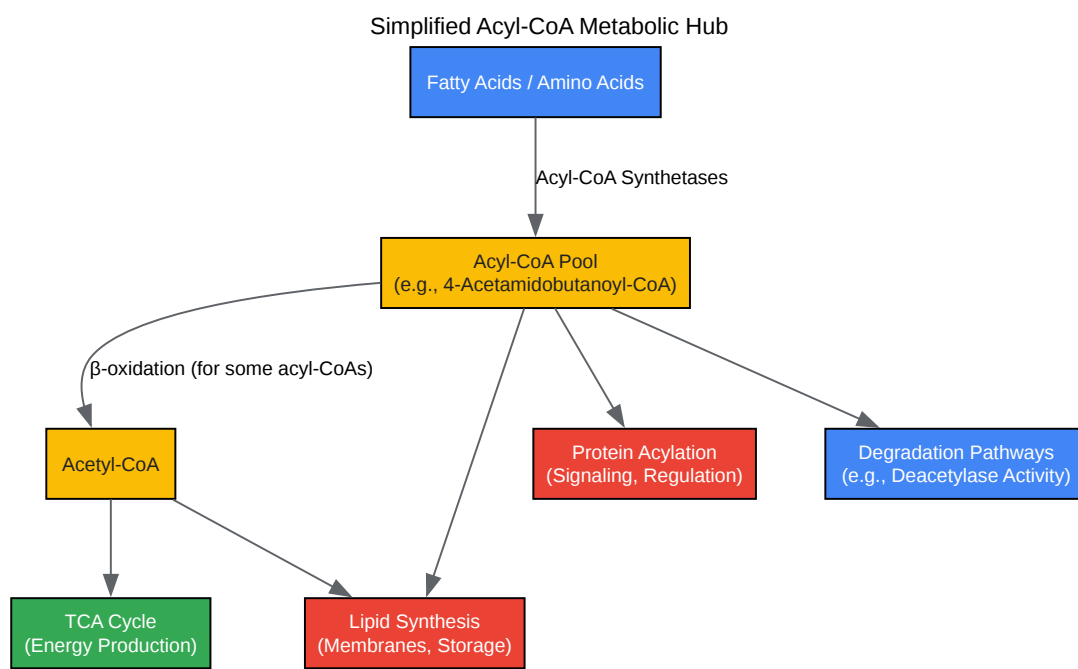 Simplified Acyl-CoA Metabolic Hub
Fatty Acids / Amino Acids
Acyl-CoA Synthetases
Acyl-CoA Pool
(e.g., 4-Acetamidobutanoyl-CoA)
β-oxidation (for some acyl-CoAs)
Acetyl-CoA
Protein Acylation
(Signaling, Regulation)
Degradation Pathways
(e.g., Deacetylase Activity)
TCA Cycle
(Energy Production)
Lipid Synthesis
(Membranes, Storage)